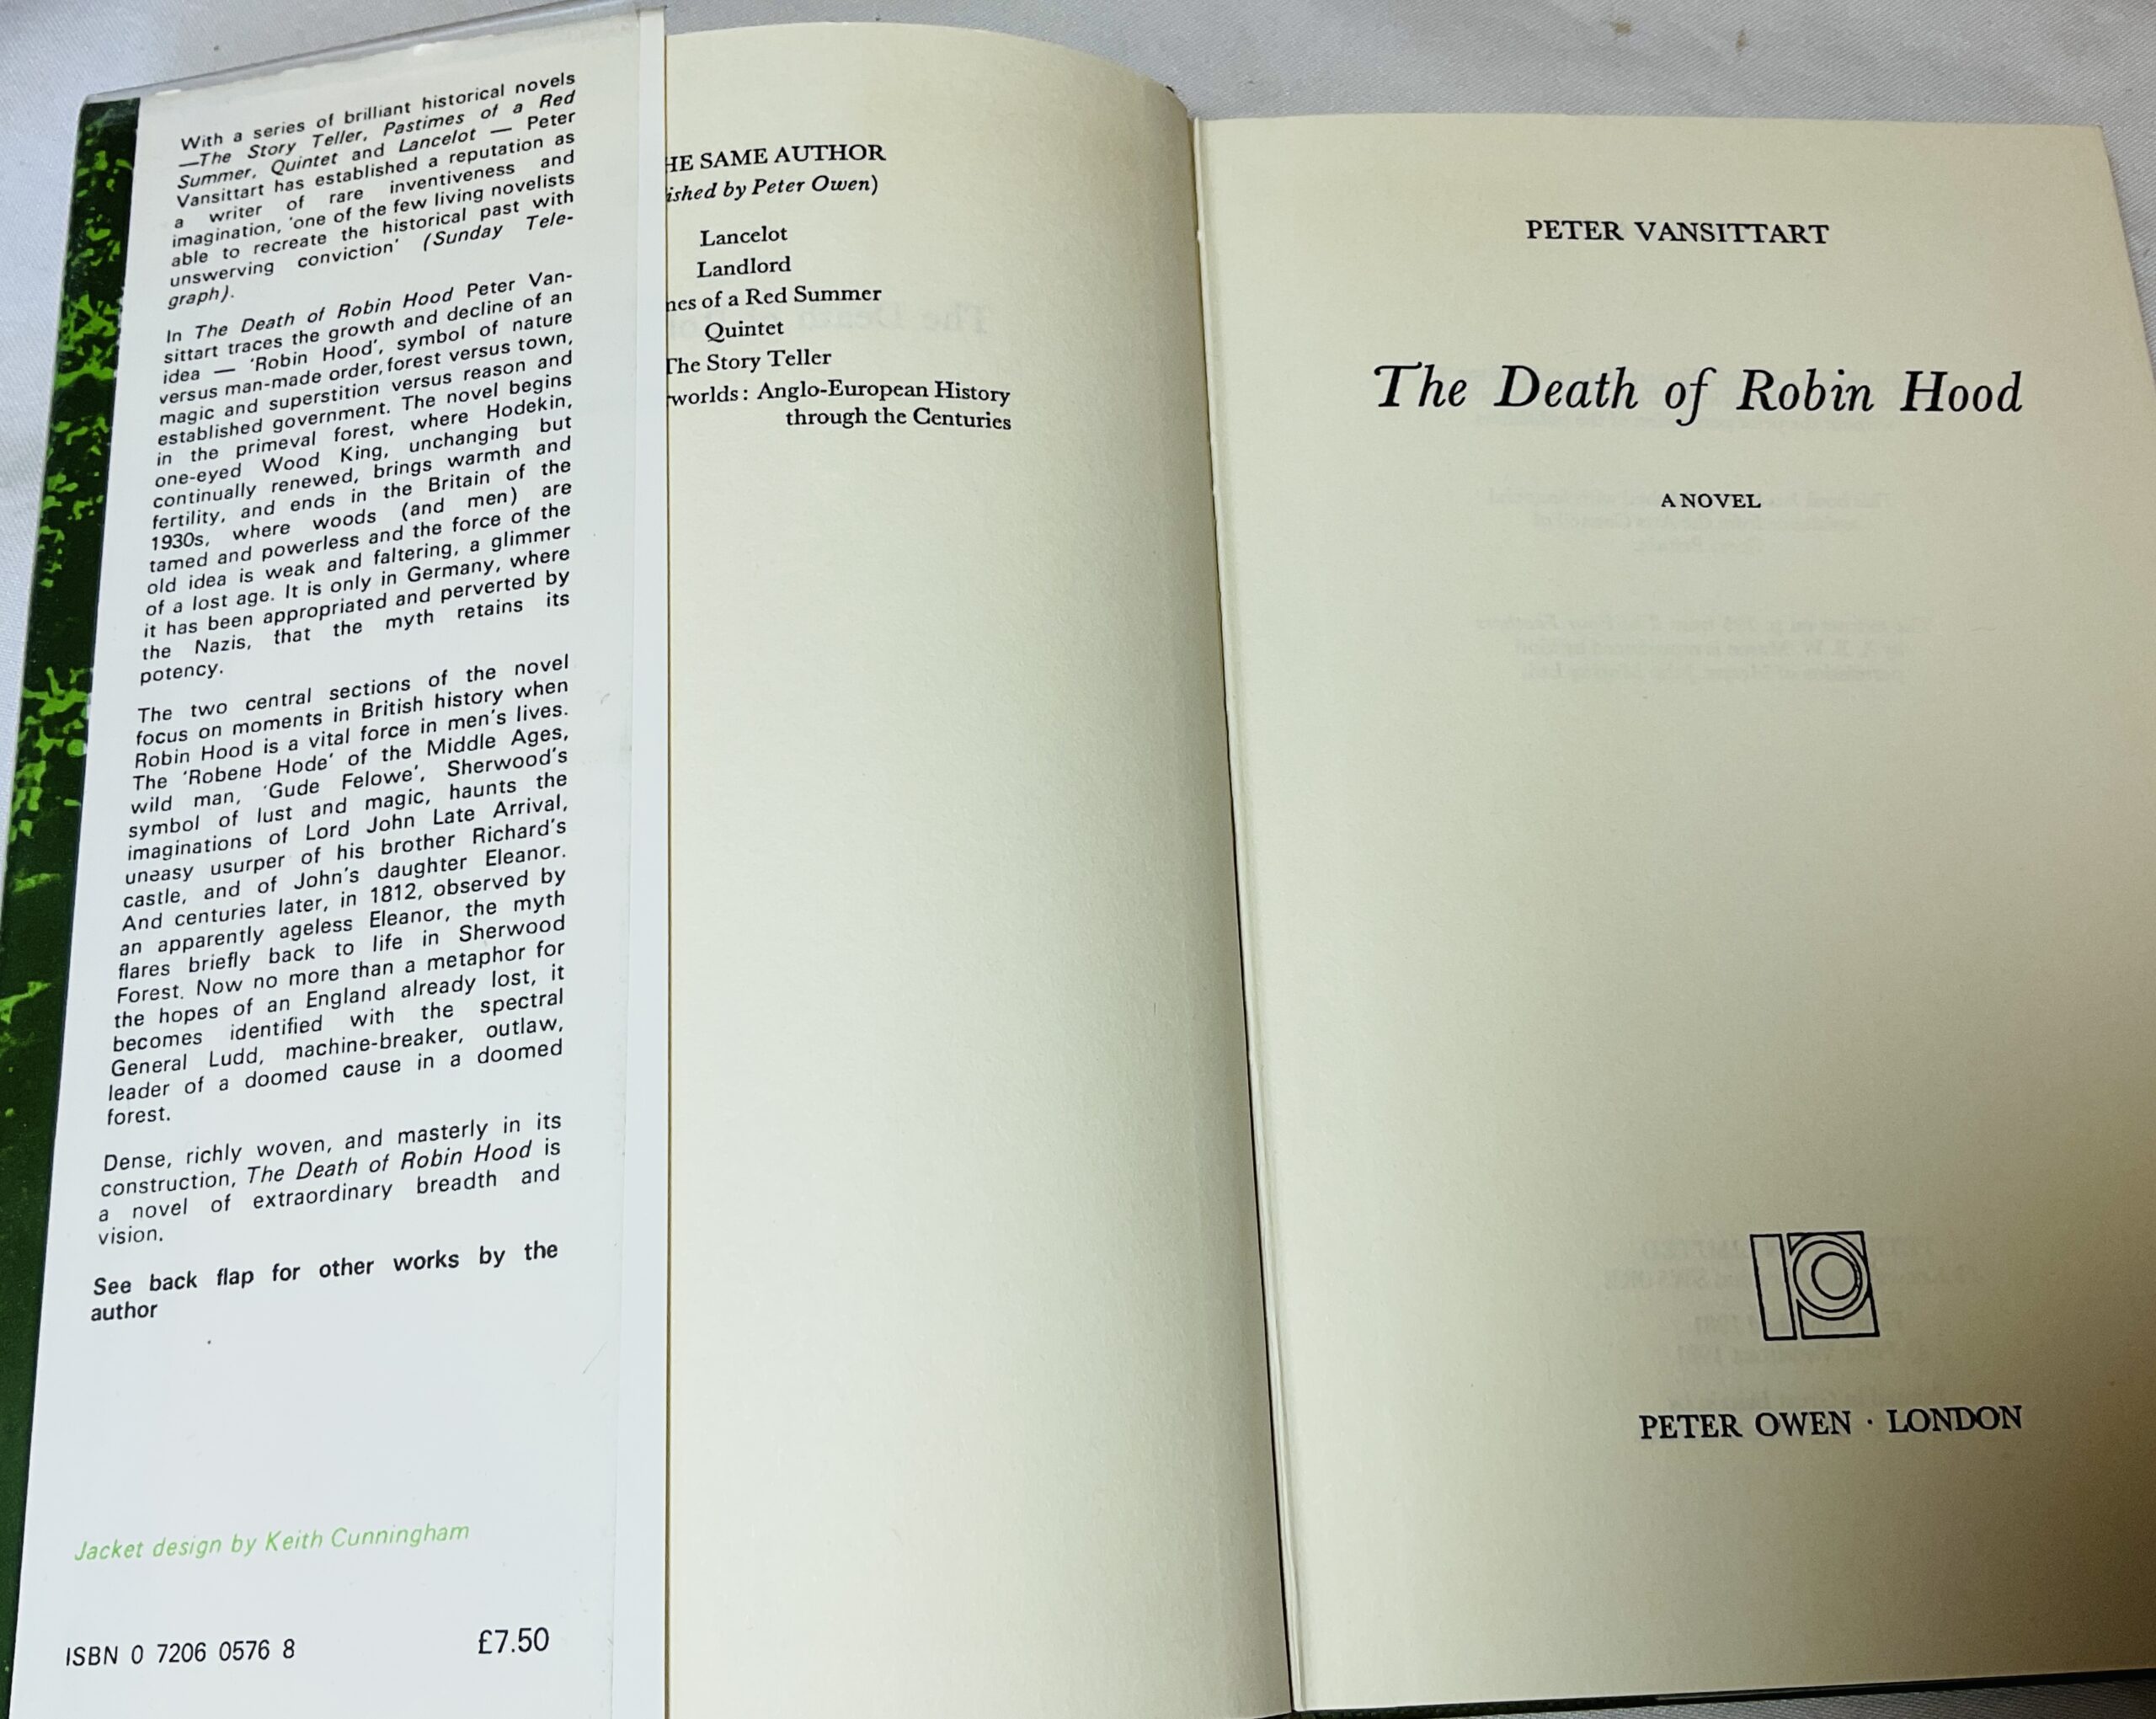 With a series of brilliant historical novels
—The Story Teller, Pastimes of a Red
Summer, Quintet and Lancelot — Peter
Vansittart has established a reputation as
a writer of rare inventiveness and
imagination, 'one of the few living novelists
able to recreate the historical past with
unswerving conviction' (Sunday Tele-
graph).
In The Death of Robin Hood Peter Van-
sittart traces the growth and decline of an
idea — 'Robin Hood', symbol of nature
versus man-made order, forest versus town,
magic and superstition versus reason and
established government. The novel begins
in the primeval forest, where Hodekin,
one-eyed Wood King, unchanging but
continually renewed, brings warmth and
fertility, and ends in the Britain of the
1930s, where woods (and men) are
tamed and powerless and the force of the
old idea is weak and faltering, a glimmer
of a lost age. It is only in Germany, where
it has been appropriated and perverted by
the Nazis, that the myth retains its
potency.
The two central sections of the novel
focus on moments in British history when
Robin Hood is a vital force in men's lives.
The 'Robene Hode' of the Middle Ages,
wild man, 'Gude Felowe', Sherwood's
symbol of lust and magic, haunts the
imaginations of Lord John Late Arrival,
uneasy usurper of his brother Richard's
castle, and of John's daughter Eleanor.
And centuries later, in 1812, observed by
an apparently ageless Eleanor, the myth
flares briefly back to life in Sherwood
Forest. Now no more than a metaphor for
the hopes of an England already lost, it
becomes identified with the spectral
General Ludd, machine-breaker, outlaw,
leader of a doomed cause in a doomed
forest.
Dense, richly woven, and masterly in its
construction, The Death of Robin Hood is
a novel of extraordinary breadth and
vision.
See back flap for other works by the
author
Jacket design by Keith Cunningham
ISBN 0 7206 0576 8 £7.50
HE SAME AUTHOR
ished by Peter Owen)
Lancelot
Landlord
nes of a Red Summer
Quintet
The Story Teller
worlds: Anglo-European History
through the Centuries
PETER VANSITTART
The Death of Robin Hood
A NOVEL
PETER OWEN · LONDON